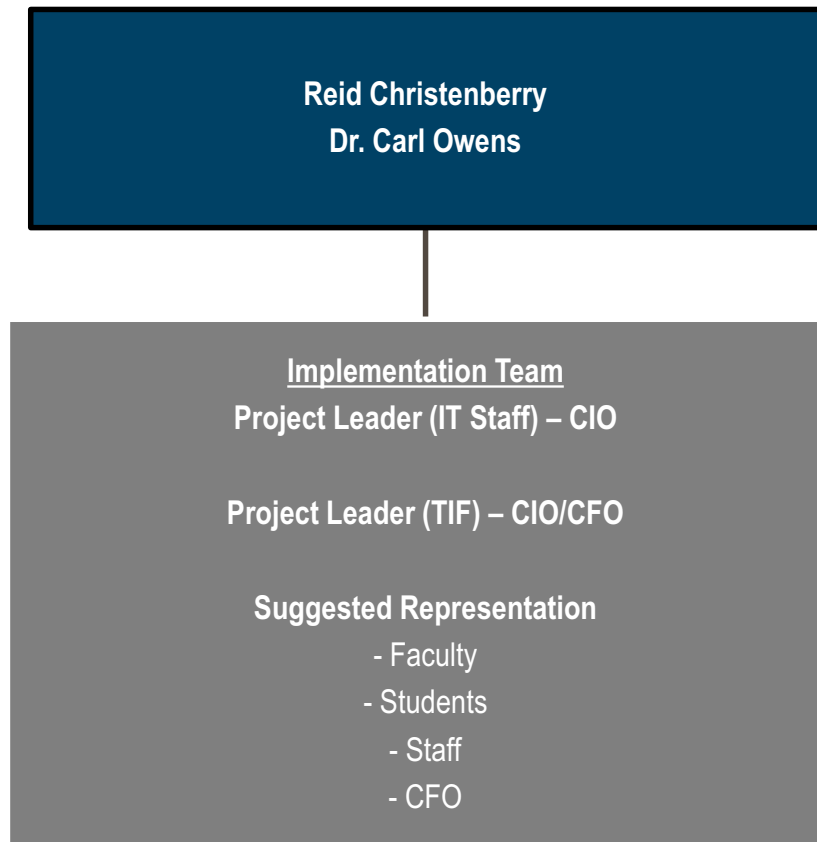 Reid Christenberry
Dr. Carl Owens
Implementation Team
Project Leader (IT Staff) – CIO
Project Leader (TIF) – CIO/CFO
Suggested Representation
- Faculty
- Students
- Staff
- CFO